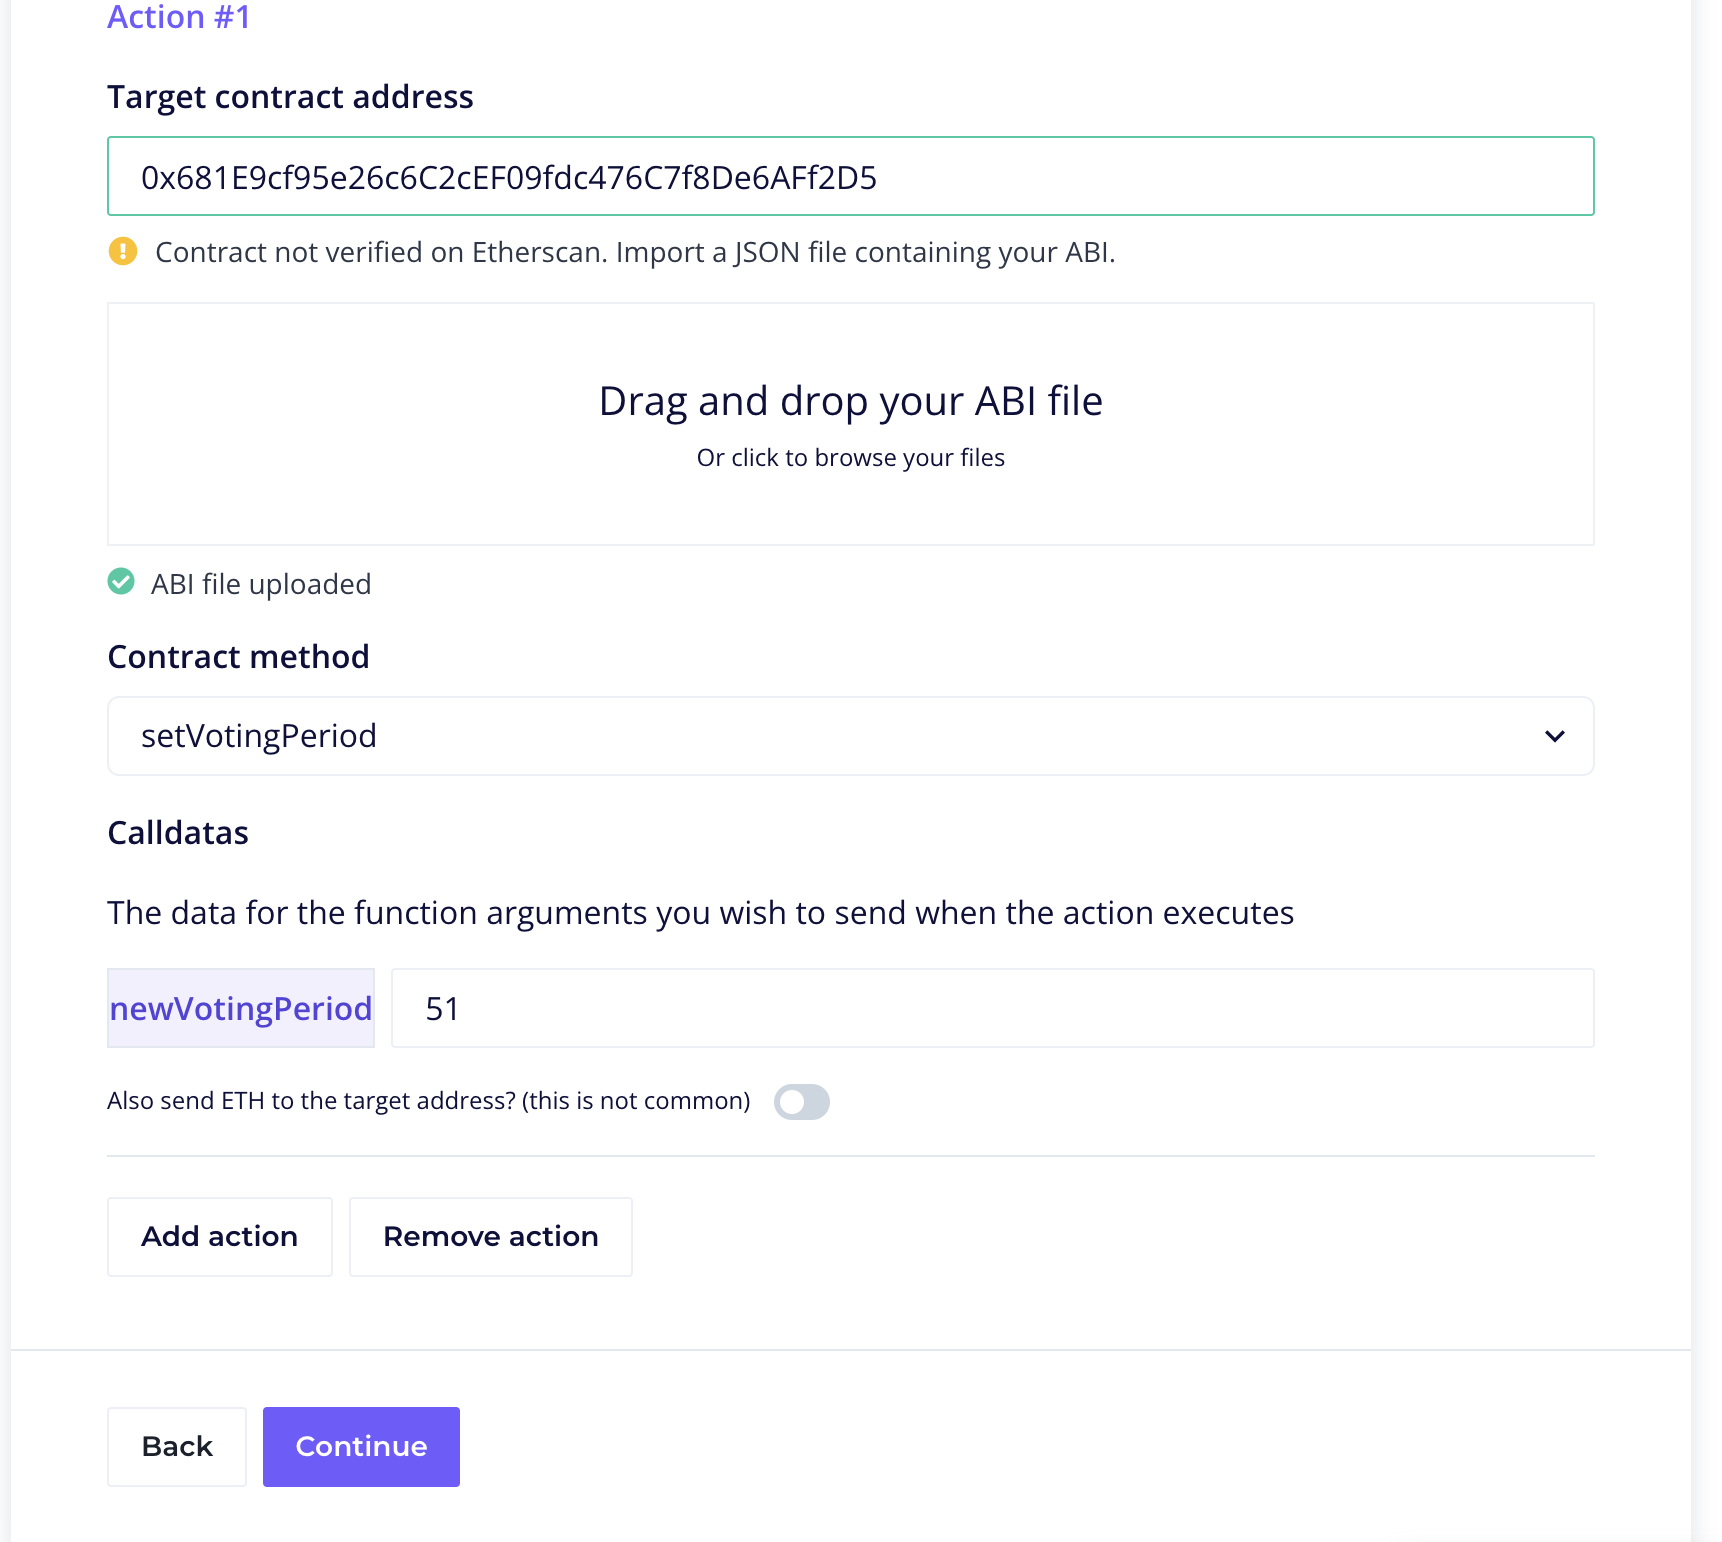 Action #1
Target contract address
0x681E9cf95e26c6C2cEF09fdc476C7f8De6AFf2D5
Contract not verified on Etherscan. Import a JSON file containing your ABI.
Drag and drop your ABI file
Or click to browse your files
ABI file uploaded
Contract method
setVotingPeriod
Calldatas
The data for the function arguments you wish to send when the action executes
newVotingPeriod 51
Also send ETH to the target address? (this is not common)
Add action Remove action
Back Continue